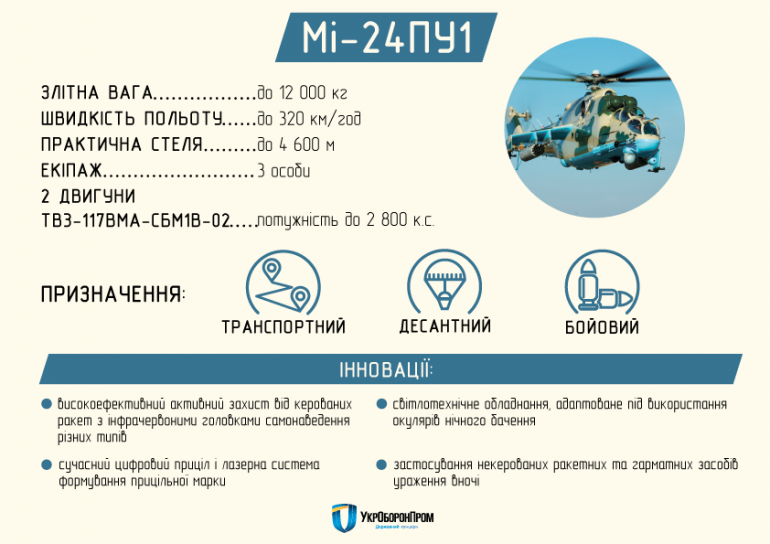 Мі-24ПУ1
ЗЛІТНА ВАГА.................до 12 000 кг
ШВИДКІСТЬ ПОЛЬОТУ......до 320 км/год
ПРАКТИЧНА СТЕЛЯ.........до 4 600 м
ЕКІПАЖ.........................3 особи
2 ДВИГУНИ
ТВ3-117ВМА-СБМ1В-02.....потужність до 2 800 к.с.
ПРИЗНАЧЕННЯ:
ТРАНСПОРТНИЙ
ДЕСАНТНИЙ
БОЙОВИЙ
ІННОВАЦІЇ:
високоефективний активний захист від керованих
ракет з інфрачервоними головками самонаведення
різних типів
сучасний цифровий приціл і лазерна система
формування прицільної марки
світлотехнічне обладнання, адаптоване під використання
окулярів нічного бачення
застосування некерованих ракетних та гарматних засобів
ураження вночі
УкрОборонПром
Державний концерн